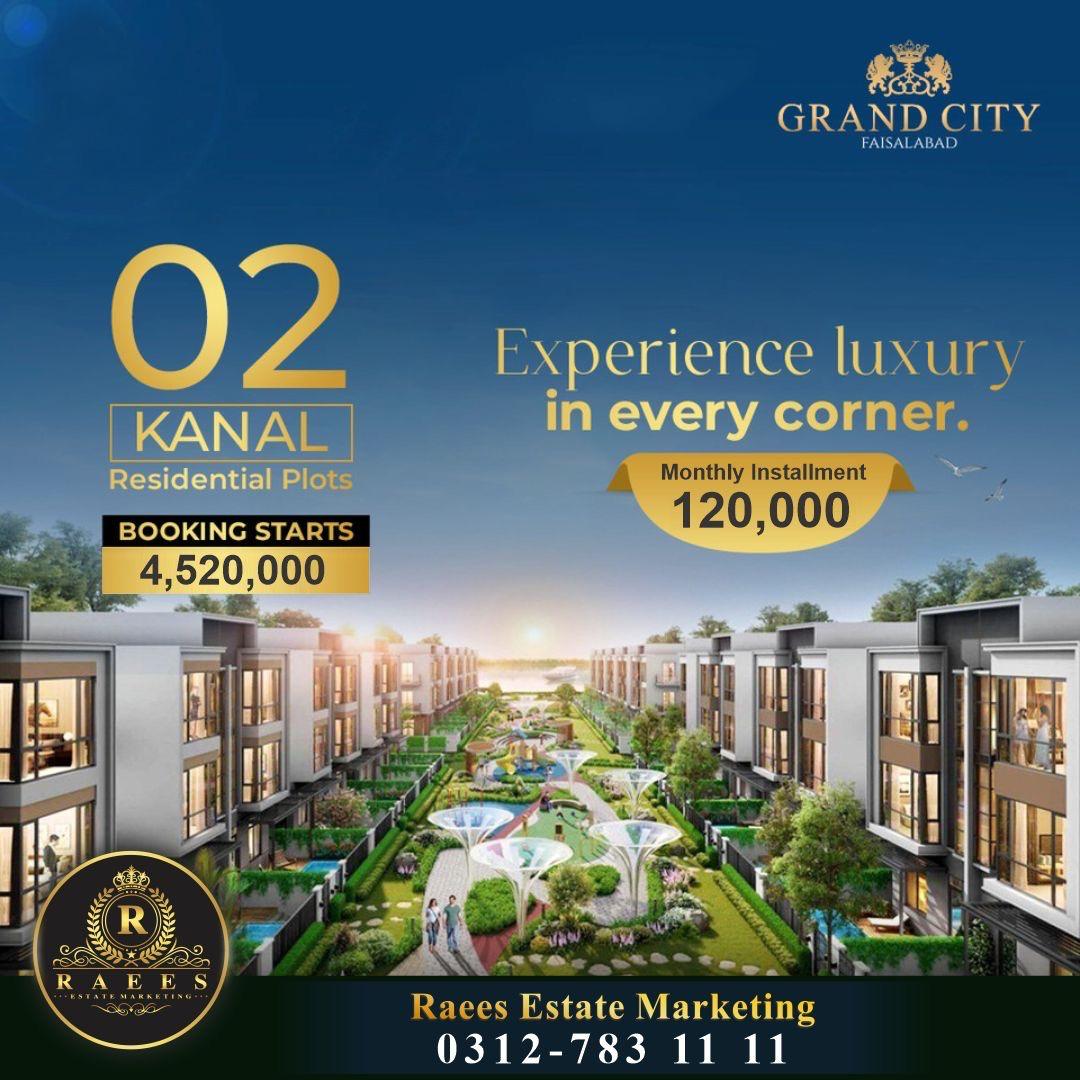 GRAND CITY
FAISALABAD
02
KANAL
Residential Plots
BOOKING STARTS
4,520,000
Experience luxury
in every corner.
Monthly Installment
120,000
R
RAEES
ESTATE MARKETING
Raees Estate Marketing
0312-783 11 11